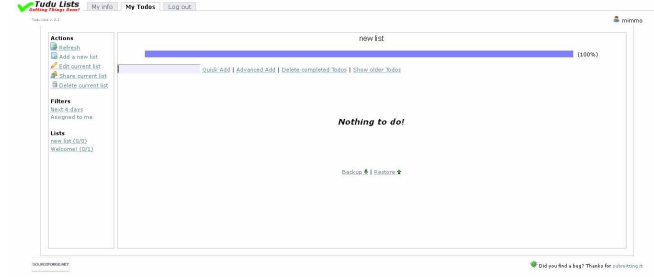 Tudu Lists
Getting Things Done!
My info
My Todos
Log out
mimmo
Actions
Refresh
Add a new list
Edit current list
Share current list
Delete current list
Filters
Next 4 days
Assigned to me
Lists
new list (0/0)
Welcome! (0/1)
new list
(100%)
Quick Add | Advanced Add | Delete completed Todos | Show older Todos
Nothing to do!
Backup | Restore
SOURCEFORGE.NET
Did you find a bug? Thanks for submitting it